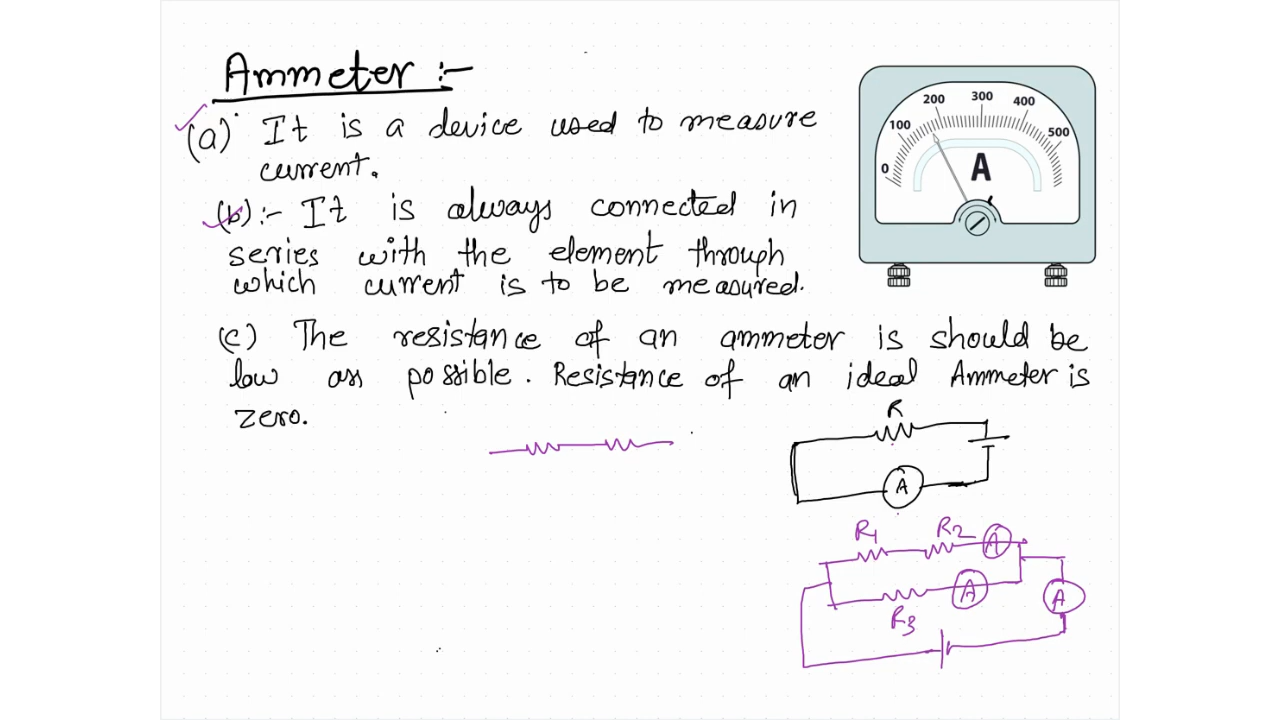 Ammeter :-
(a) It is a device used to measure
current.
(b) :- It is always connected in
series with the element through
which current is to be measured.
(c) The resistance of an ammeter is should be
low as possible. Resistance of an ideal Ammeter is
zero.
0 100 200 300 400 500
A
R
A
R1 R2 A
R3 A
A